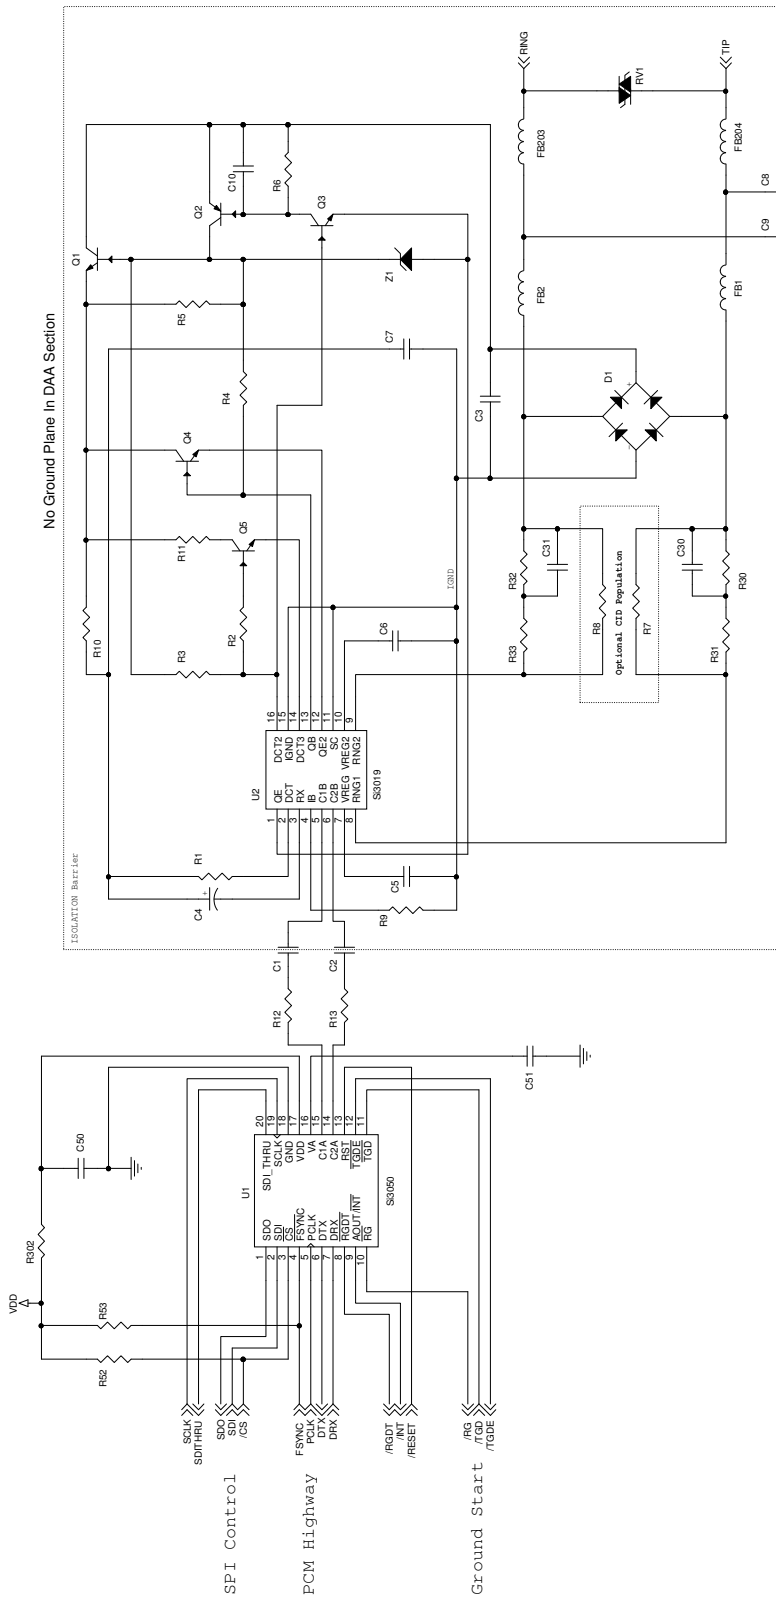 No Ground Plane In DAA Section
ISOLATION Barrier
SPI Control
PCM Highway
Ground Start
SCLK
SDITHRU
SDO
SDI
/CS
FSYNC
PCLK
DTX
DRX
/RGDT
/INT
/RESET
/RG
/TGD
/TGDE
VDD
R52
R53
R302
C50
U1
SDO
SDI
CS
FSYNC
PCLK
DTX
DRX
RGDT
AOUT/INT
RG
1
2
3
4
5
6
7
8
9
10
SDI_THRU
SCLK
GND
VDD
VA
C1A
C2A
RST
TGDE
TGD
20
19
18
17
16
15
14
13
12
11
Si3050
C51
R12
R13
C1
C2
C4
+
R1
R9
C5
U2
QE
DCT
RX
IB
C1B
C2B
VREG
RNG1
1
2
3
4
5
6
7
8
DCT2
IGND
DCT3
QB
QE2
SC
VREG2
RNG2
16
15
14
13
12
11
10
9
Si3019
R10
R3
R2
R11
Q5
Q4
C6
IGND
R4
R5
C7
Q1
Q2
Q3
Z1
C10
R6
C3
D1
+
-
R33
R32
C31
R8
Optional CID Population
R7
C30
R31
R30
FB2
FB1
C9
C8
FB203
FB204
RV1
RING
TIP